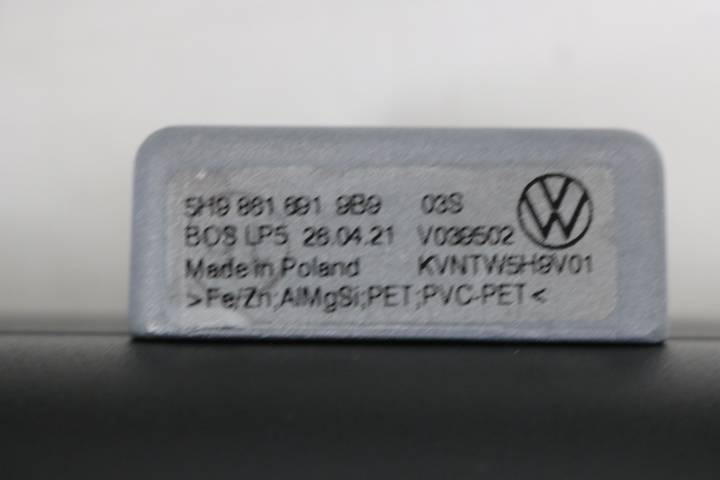 5H9 861 691 9B9 03S
BOS LP5 28.04.21 V039502
Made in Poland KVNTW5H9V01
>Fe/Zn;AlMgSi;PET;PVC-PET<